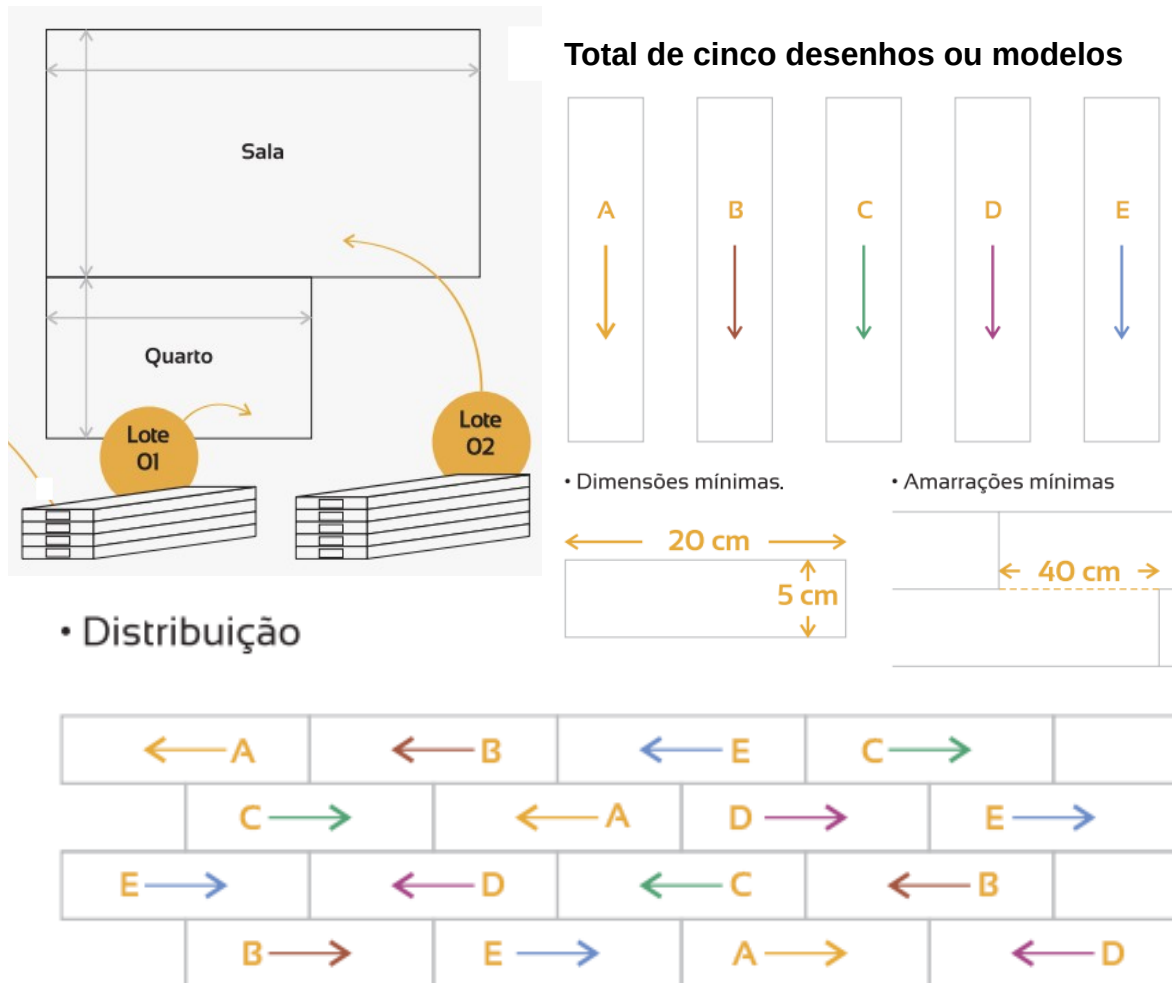 Total de cinco desenhos ou modelos
Sala
Quarto
Lote
01
Lote
02
A B C D E
• Dimensões mínimas.
20 cm
5 cm
• Amarrações mínimas
40 cm
• Distribuição
A B E C
C A D E
E D C B
B E A D